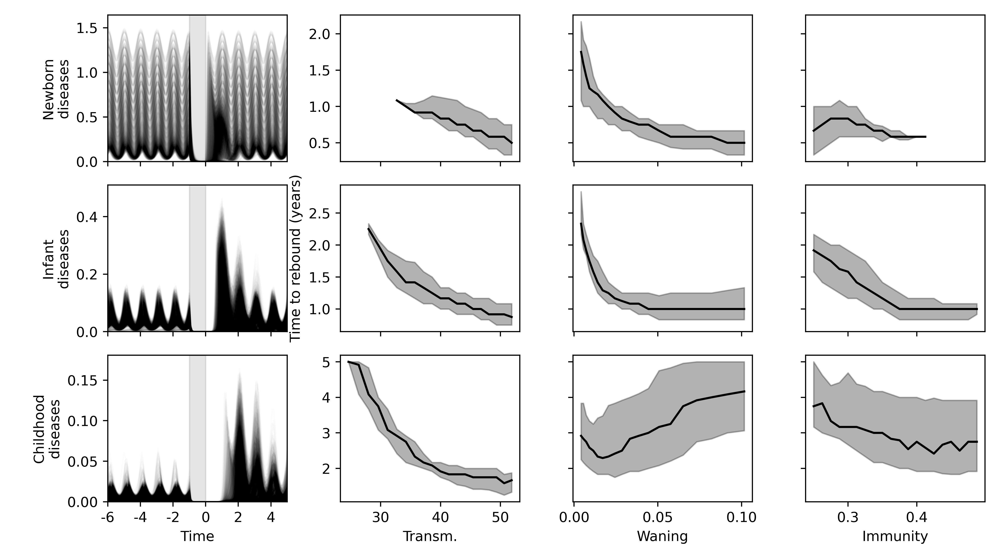 Newborn
diseases
1.5
1.0
0.5
0.0
2.0
1.5
1.0
0.5
Infant
diseases
0.4
0.2
0.0
Time to rebound (years)
2.5
2.0
1.5
1.0
Childhood
diseases
0.15
0.10
0.05
0.00
-6 -4 -2 0 2 4
Time
5
4
3
2
30 40 50
Transm.
0.00 0.05 0.10
Waning
0.3 0.4
Immunity